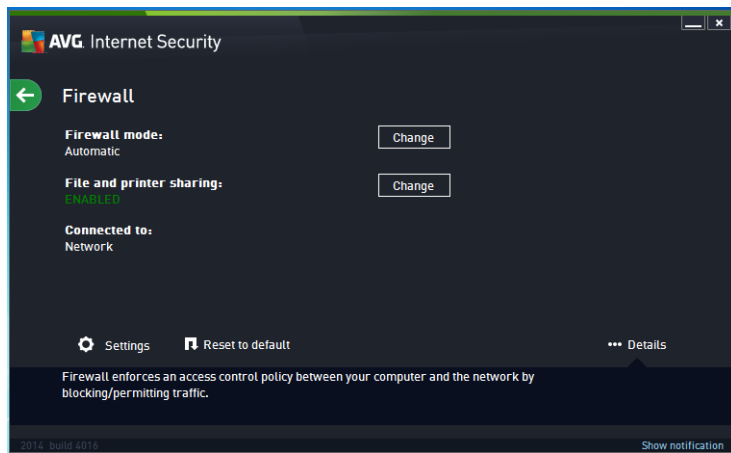 AVG. Internet Security
Firewall
Firewall mode:
Automatic
Change
File and printer sharing:
ENABLED
Change
Connected to:
Network
Settings
Reset to default
Details
Firewall enforces an access control policy between your computer and the network by
blocking/permitting traffic.
2014 build 4016
Show notification